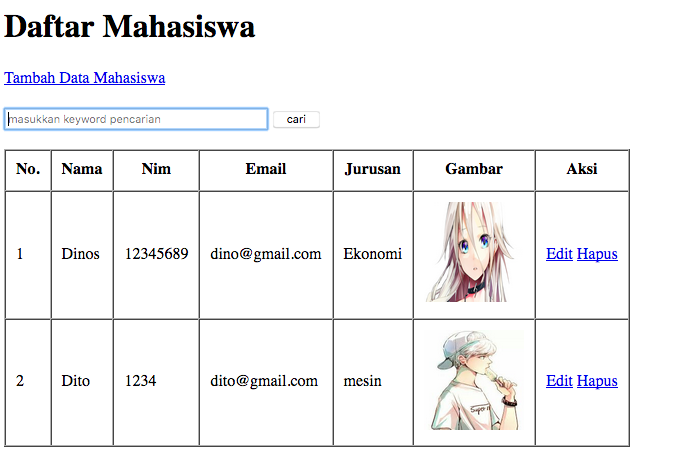 Daftar Mahasiswa
Tambah Data Mahasiswa
masukkan keyword pencarian cari
No. Nama Nim Email Jurusan Gambar Aksi
1 Dinos 12345689 dino@gmail.com Ekonomi Edit Hapus
2 Dito 1234 dito@gmail.com mesin Edit Hapus
Super